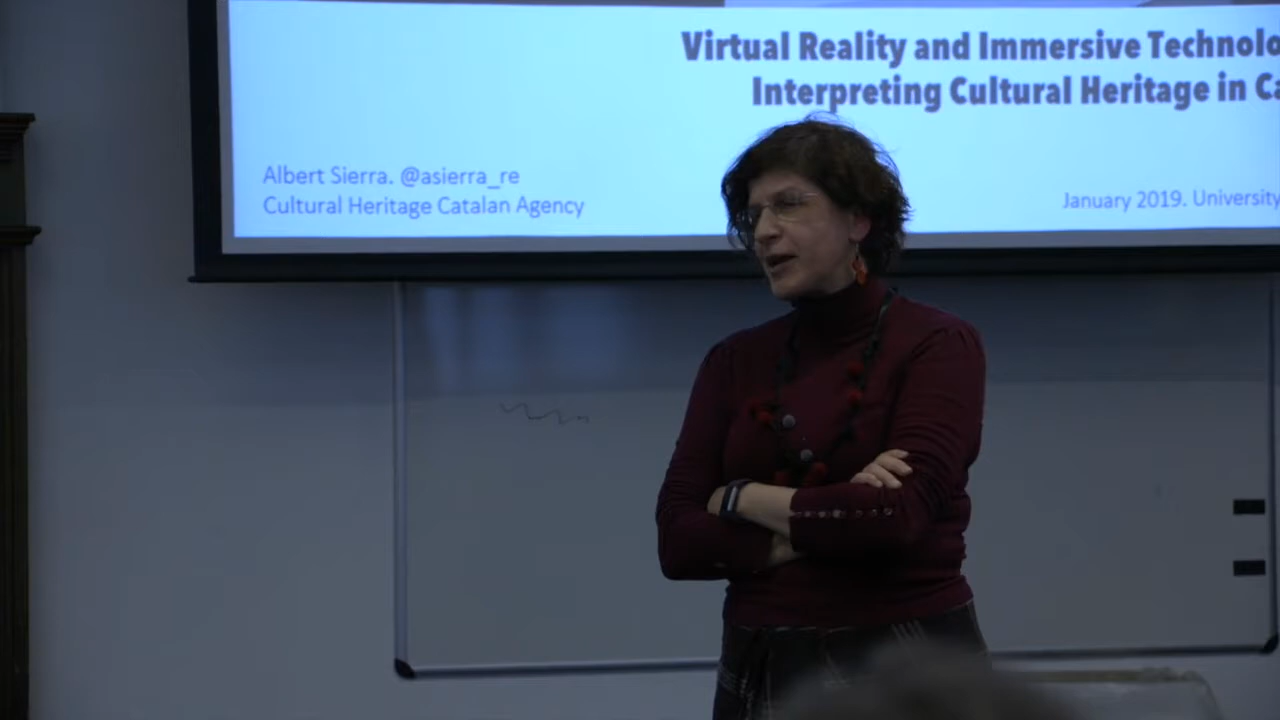 Virtual Reality and Immersive Technolo
Interpreting Cultural Heritage in Ca
Albert Sierra. @asierra_re
Cultural Heritage Catalan Agency
January 2019. University